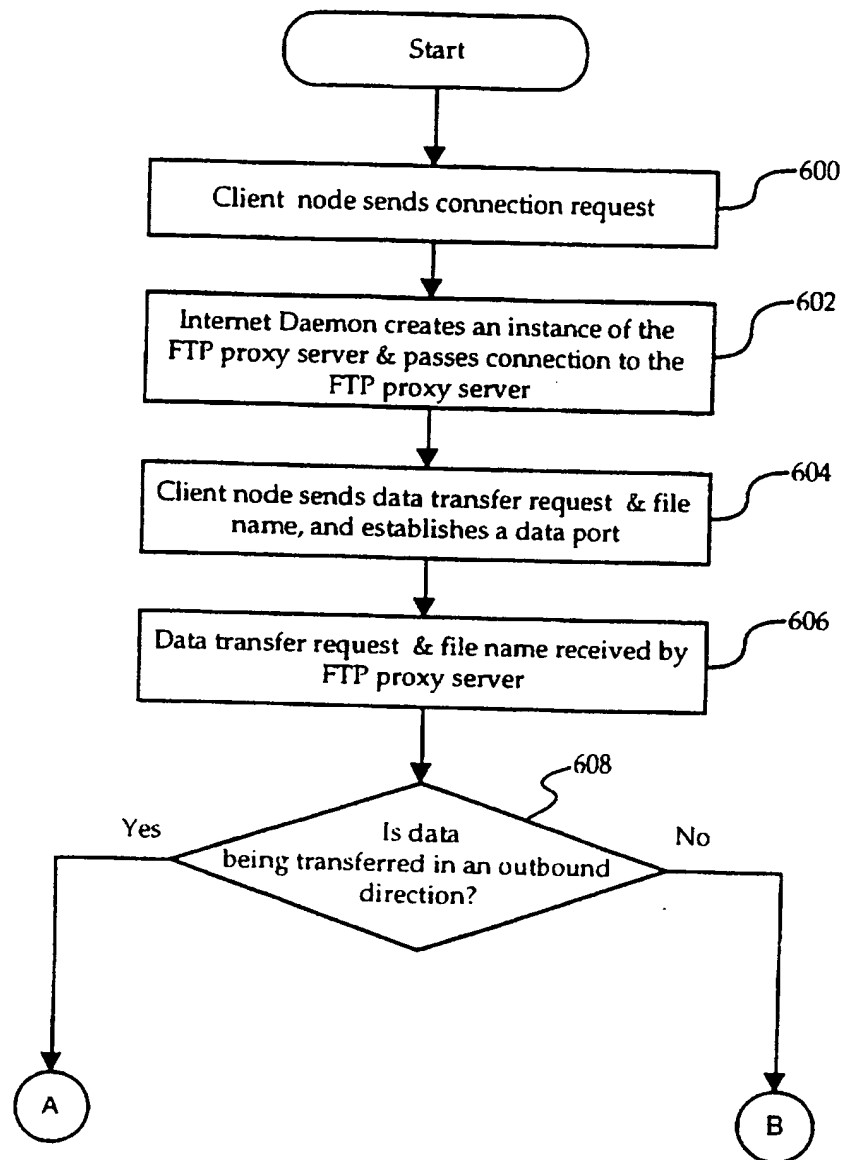 Start
Client node sends connection request
600
Internet Daemon creates an instance of the
FTP proxy server & passes connection to the
FTP proxy server
602
Client node sends data transfer request & file
name, and establishes a data port
604
Data transfer request & file name received by
FTP proxy server
606
608
Is data
being transferred in an outbound
direction?
Yes
No
A
B